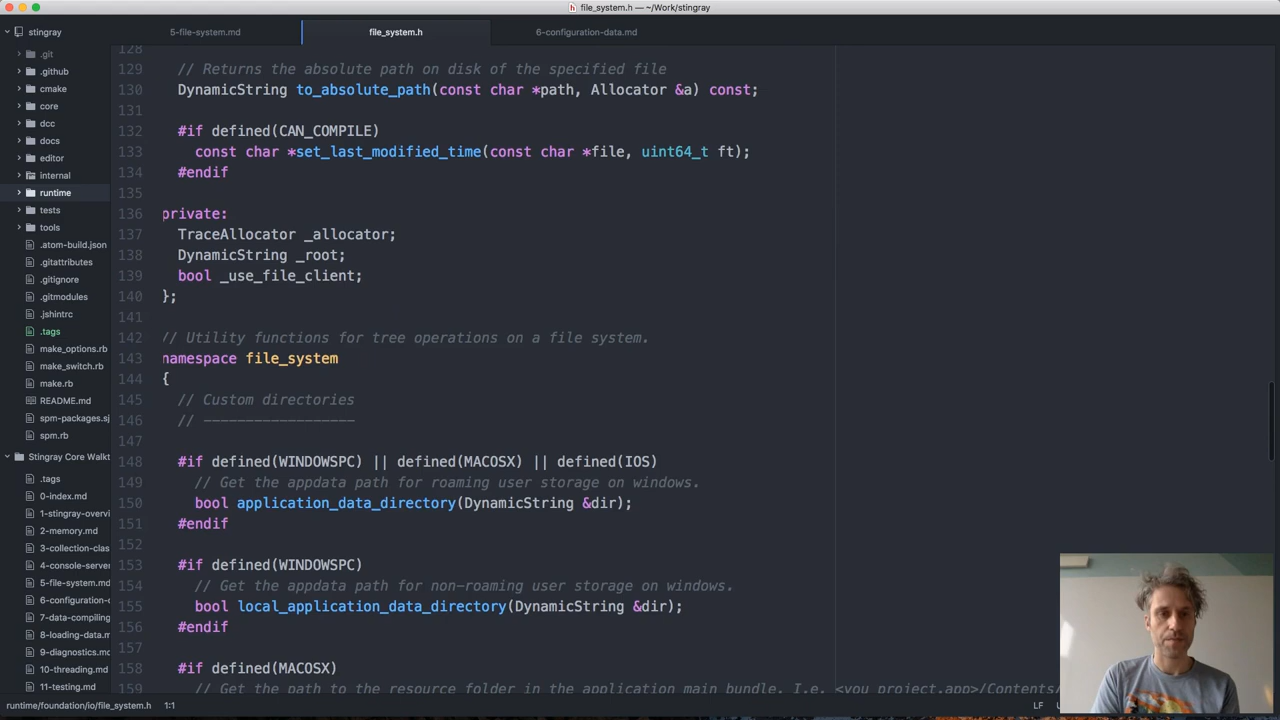 file_system.h — ~/Work/stingray
stingray
.git
.github
cmake
core
dcc
docs
editor
internal
runtime
tests
tools
.atom-build.json
.gitattributes
.gitignore
.gitmodules
.jshintrc
.tags
make_options.rb
make_switch.rb
make.rb
README.md
spm-packages.sj
spm.rb
Stingray Core Walkt
.tags
0-index.md
1-stingray-overvi
2-memory.md
3-collection-clas
4-console-server
5-file-system.md
6-configuration-d
7-data-compiling
8-loading-data.m
9-diagnostics.md
10-threading.md
11-testing.md
5-file-system.md
file_system.h
6-configuration-data.md
128
129 // Returns the absolute path on disk of the specified file
130 DynamicString to_absolute_path(const char *path, Allocator &a) const;
131
132 #if defined(CAN_COMPILE)
133 const char *set_last_modified_time(const char *file, uint64_t ft);
134 #endif
135
136 private:
137 TraceAllocator _allocator;
138 DynamicString _root;
139 bool _use_file_client;
140 };
141
142 // Utility functions for tree operations on a file system.
143 namespace file_system
144 {
145 // Custom directories
146 // ------------------
147
148 #if defined(WINDOWSPC) || defined(MACOSX) || defined(IOS)
149 // Get the appdata path for roaming user storage on windows.
150 bool application_data_directory(DynamicString &dir);
151 #endif
152
153 #if defined(WINDOWSPC)
154 // Get the appdata path for non-roaming user storage on windows.
155 bool local_application_data_directory(DynamicString &dir);
156 #endif
157
158 #if defined(MACOSX)
159 // Get the path to the resource folder in the application main bundle. I.e. <you project.app>/Contents/
runtime/foundation/io/file_system.h 1:1
LF